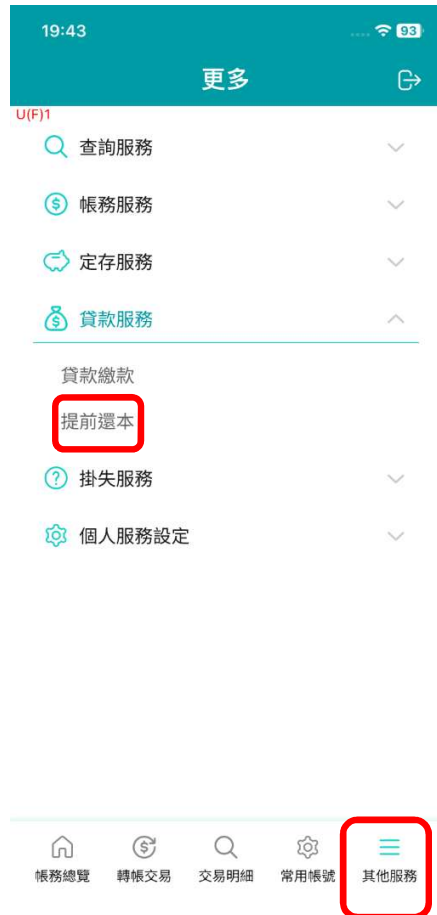 19:43
93
更多
U(F)1
查詢服務
帳務服務
定存服務
貸款服務
貸款繳款
提前還本
掛失服務
個人服務設定
帳務總覽 轉帳交易 交易明細 常用帳號 其他服務